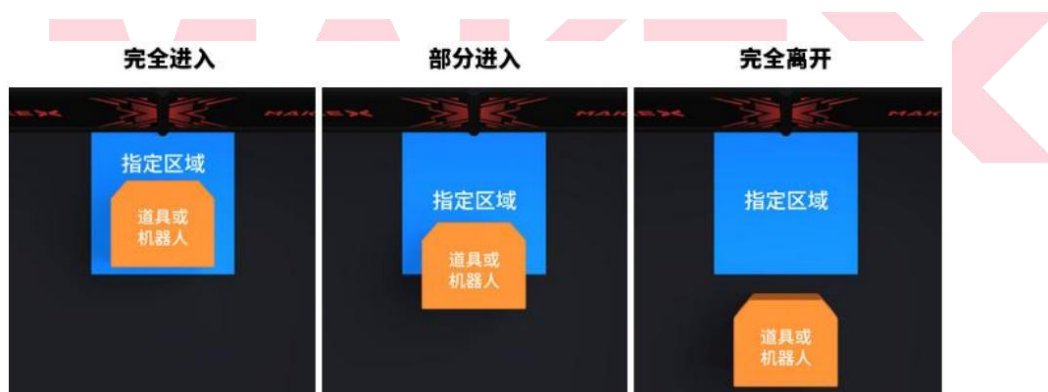 完全进入
部分进入
完全离开
指定区域
道具或
机器人
指定区域
道具或
机器人
指定区域
道具或
机器人